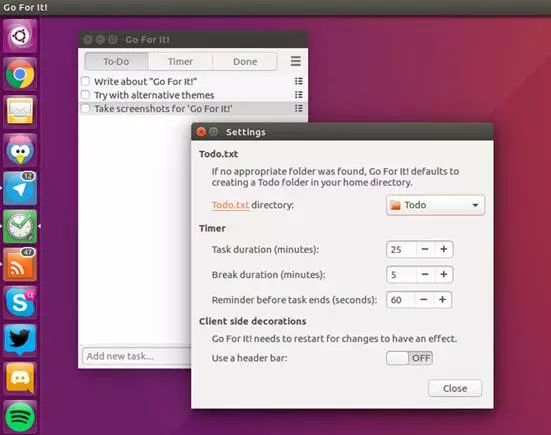 Go For It!
Go For It!
To-Do Timer Done
Write about "Go For It!"
Try with alternative themes
Take screenshots for 'Go For It!'
Add new task...
12
47
Settings
Todo.txt
If no appropriate folder was found, Go For It! defaults to
creating a Todo folder in your home directory.
Todo.txt directory: Todo
Timer
Task duration (minutes): 25 − +
Break duration (minutes): 5 − +
Reminder before task ends (seconds): 60 − +
Client side decorations
Go For It! needs to restart for changes to have an effect.
Use a header bar: OFF
Close